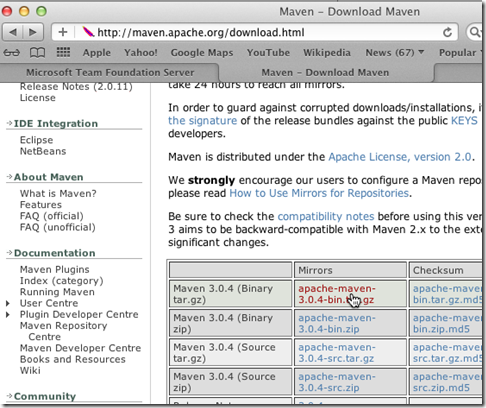 Maven – Download Maven
http://maven.apache.org/download.html
Apple Yahoo! Google Maps YouTube Wikipedia News (67) Popular
Microsoft Team Foundation Server
Maven – Download Maven
Release Notes (2.0.11)
License
IDE Integration
Eclipse
NetBeans
About Maven
What is Maven?
Features
FAQ (official)
FAQ (unofficial)
Documentation
Maven Plugins
Index (category)
Running Maven
User Centre
Plugin Developer Centre
Maven Repository
Centre
Maven Developer Centre
Books and Resources
Wiki
Community
take 24 hours to reach all mirrors.
In order to guard against corrupted downloads/installations, i
the signature of the release bundles against the public KEYS
developers.
Maven is distributed under the Apache License, version 2.0.
We strongly encourage our users to configure a Maven repo
please read How to Use Mirrors for Repositories.
Be sure to check the compatibility notes before using this ver
3 aims to be backward-compatible with Maven 2.x to the exte
significant changes.
Mirrors Checksum
Maven 3.0.4 (Binary apache-maven- apache-maven-
tar.gz) 3.0.4-bin.tar.gz bin.tar.gz.md5
Maven 3.0.4 (Binary apache-maven- apache-maven-
zip) 3.0.4-bin.zip bin.zip.md5
Maven 3.0.4 (Source apache-maven- apache-maven-
tar.gz) 3.0.4-src.tar.gz src.tar.gz.md5
Maven 3.0.4 (Source apache-maven- apache-maven-
zip) 3.0.4-src.zip src.zip.md5